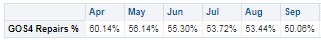 Apr May Jun Jul Aug Sep
GOS4 Repairs % 60.14% 56.14% 55.30% 53.72% 53.44% 50.06%